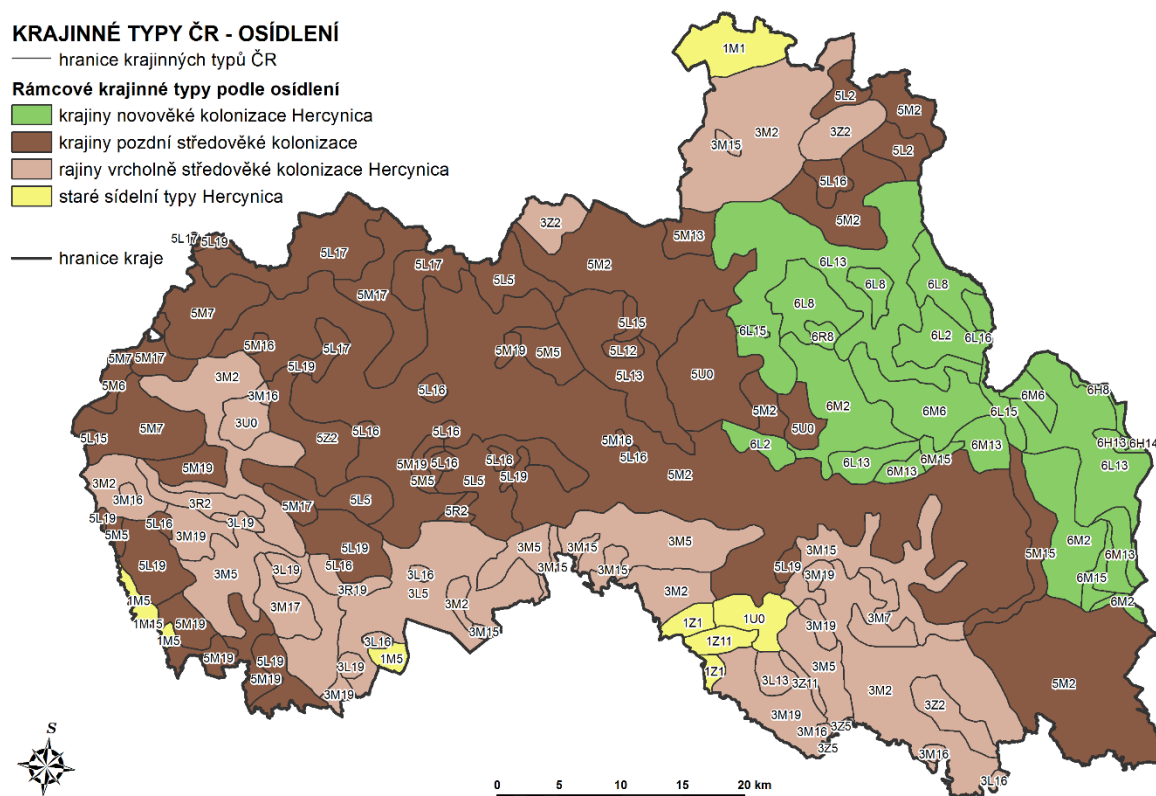 KRAJINNÉ TYPY ČR - OSÍDLENÍ
hranice krajinných typů ČR
Rámcové krajinné typy podle osídlení
krajiny novověké kolonizace Hercynica
krajiny pozdní středověké kolonizace
rajiny vrcholně středověké kolonizace Hercynica
staré sídelní typy Hercynica
hranice kraje
1M1
5L2
5M2
3M2
3Z2
3M15
5L2
5L16
5M2
3Z2
5L17
5L19
5L17
5M13
5L17
5M2
5L5
6L13
6L8
6L8
5M17
6L8
5M7
5L15
6L15
6R8
6L2
6L16
5M16
5L17
5M19
5M5
5L12
5M7
5M17
5L19
5L13
5U0
3M2
5M6
3M16
5L16
6M6
6H8
5M2
6M2
6M6
6L15
3U0
5M7
5L15
5Z2
5L16
5L16
5M16
5L16
6L2
5U0
6M13
6H13
6H14
5M19
5M19
5L16
5M5
5L5
5L16
5L19
5M2
6L13
6M13
6M15
6L13
3M2
3M16
3R2
5M17
5L5
5R2
5L19
5M5
5L16
3M19
3L19
6M2
3M5
3M15
5L19
5L16
3M5
3M15
3M15
3M15
5M15
6M13
5L19
3M5
3L19
3R19
3L16
3L5
5L19
3M19
6M15
1M5
3M17
3M2
3M2
3M7
6M2
1M15
5M19
1M5
3M15
1Z1
1U0
3M19
1Z11
3L16
1M5
5M19
5L19
5M19
3L19
3M19
1Z1
3L13
3M5
3Z11
3M2
5M2
3Z2
3M19
3M16
3Z5
3Z5
3M16
3L16
S
0 5 10 15 20 km